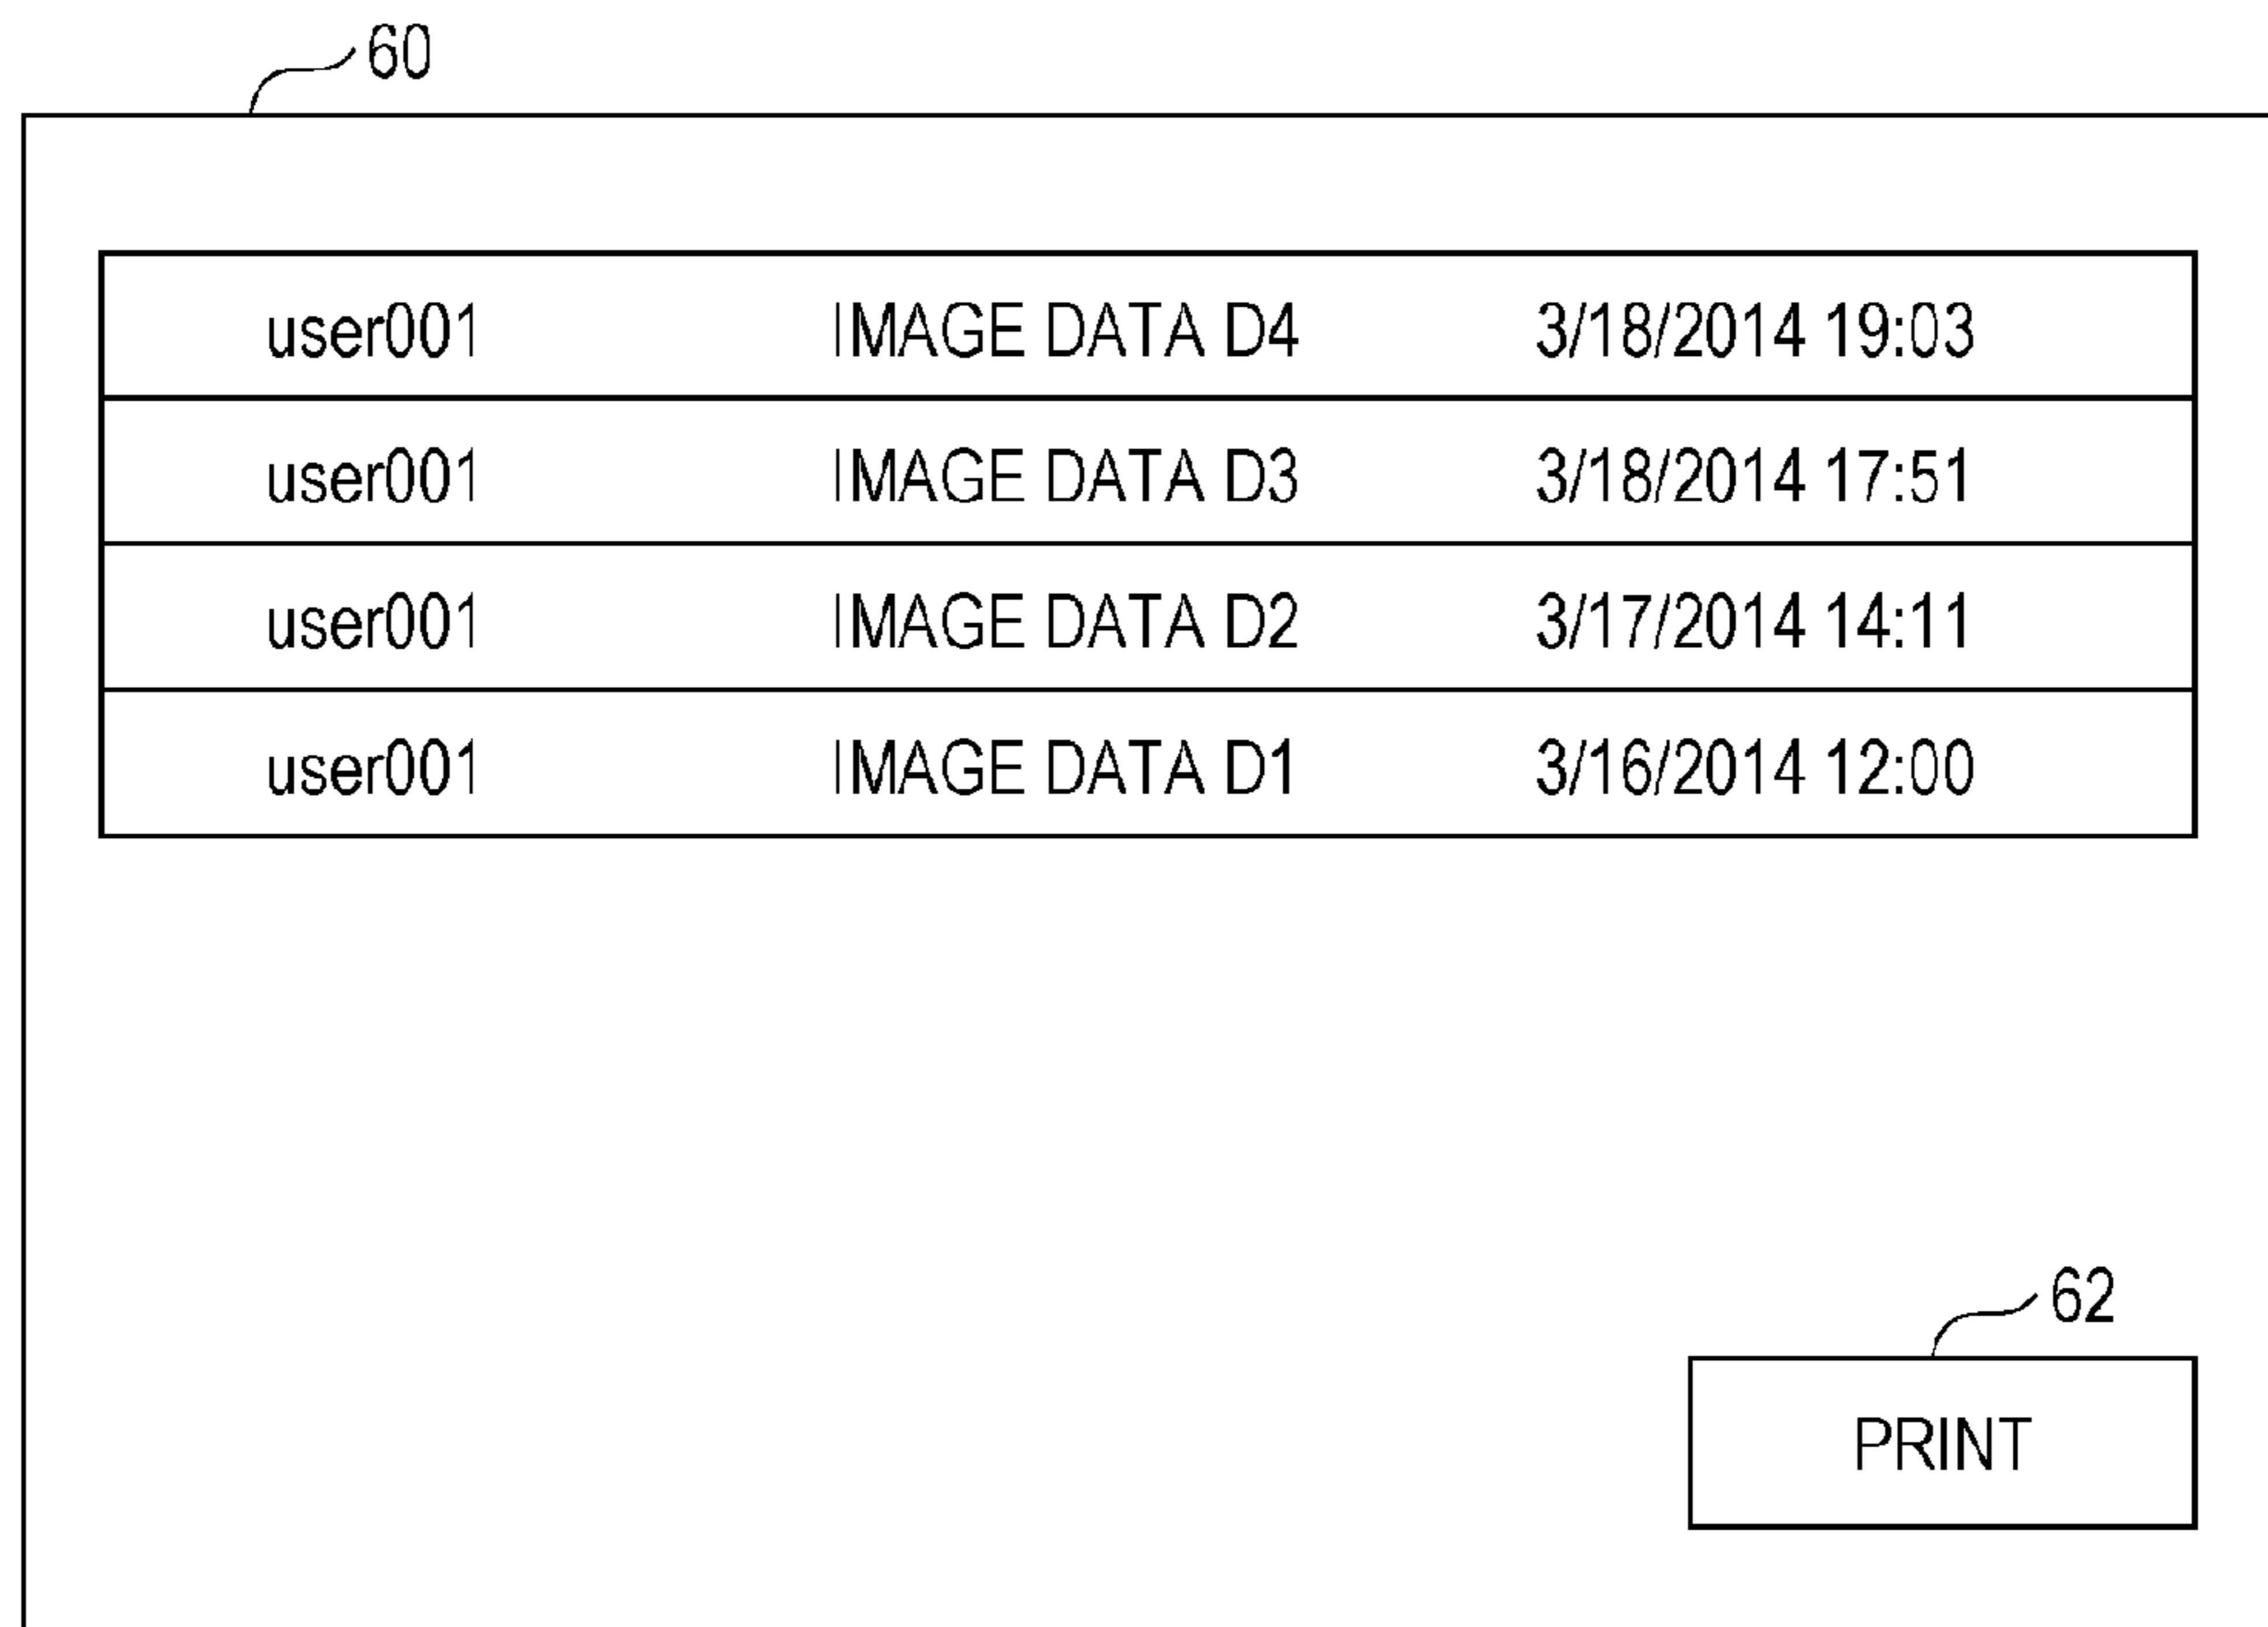 60
user001 IMAGE DATA D4 3/18/2014 19:03
user001 IMAGE DATA D3 3/18/2014 17:51
user001 IMAGE DATA D2 3/17/2014 14:11
user001 IMAGE DATA D1 3/16/2014 12:00
62
PRINT